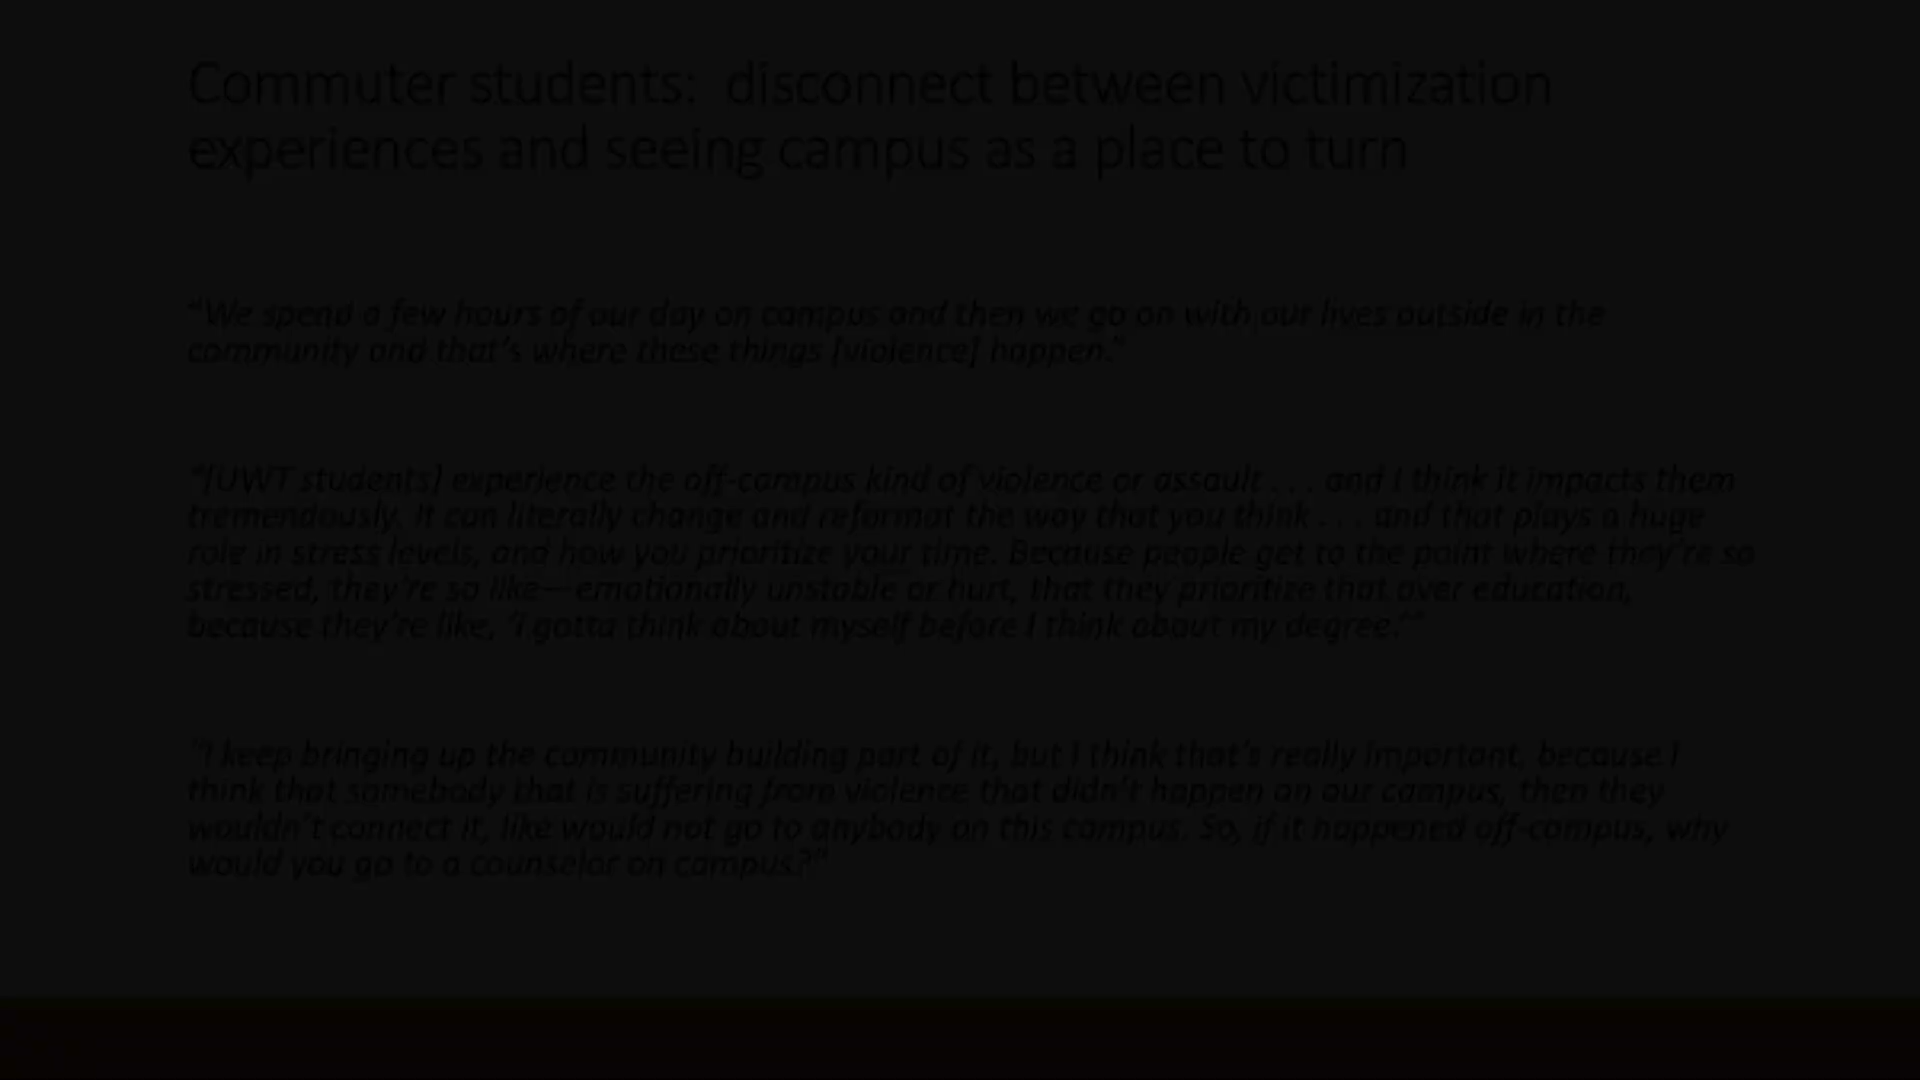 Commuter students:  disconnect between victimization
experiences and seeing campus as a place to turn
"We spend a few hours of our day on campus and then we go on with our lives outside in the
community and that's where these things [violence] happen."
"[UWT students] experience the off-campus kind of violence or assault . . . and I think it impacts them
tremendously. It can literally change and reformat the way that you think . . . and that plays a huge
role in stress levels, and how you prioritize your time. Because people get to the point where they're so
stressed, they're so like—emotionally unstable or hurt, that they prioritize that over education,
because they're like, 'I gotta think about myself before I think about my degree.'"
"I keep bringing up the community building part of it, but I think that's really important, because I
think that somebody that is suffering from violence that didn't happen on our campus, then they
wouldn't connect it, like would not go to anybody on this campus. So, if it happened off-campus, why
would you go to a counselor on campus?"